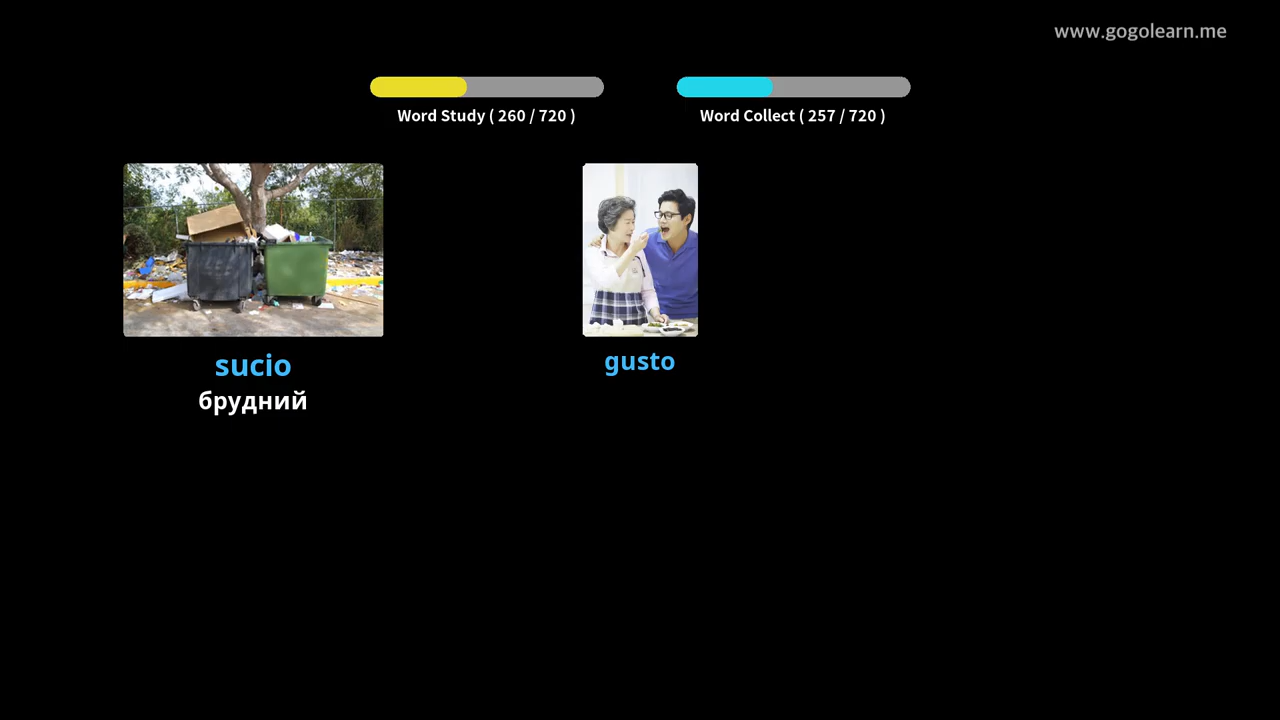 www.gogolearn.me
Word Study ( 260 / 720 )
Word Collect ( 257 / 720 )
sucio
брудний
gusto